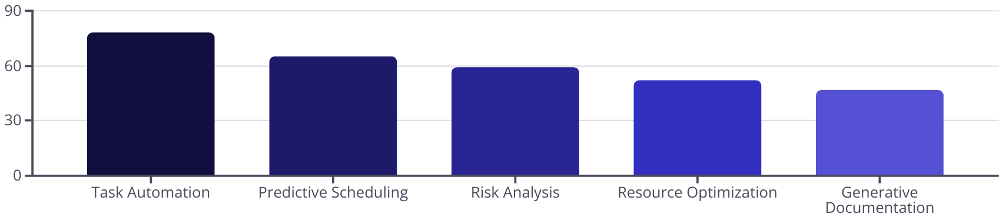 90
60
30
0
Task Automation
Predictive Scheduling
Risk Analysis
Resource Optimization
Generative
Documentation